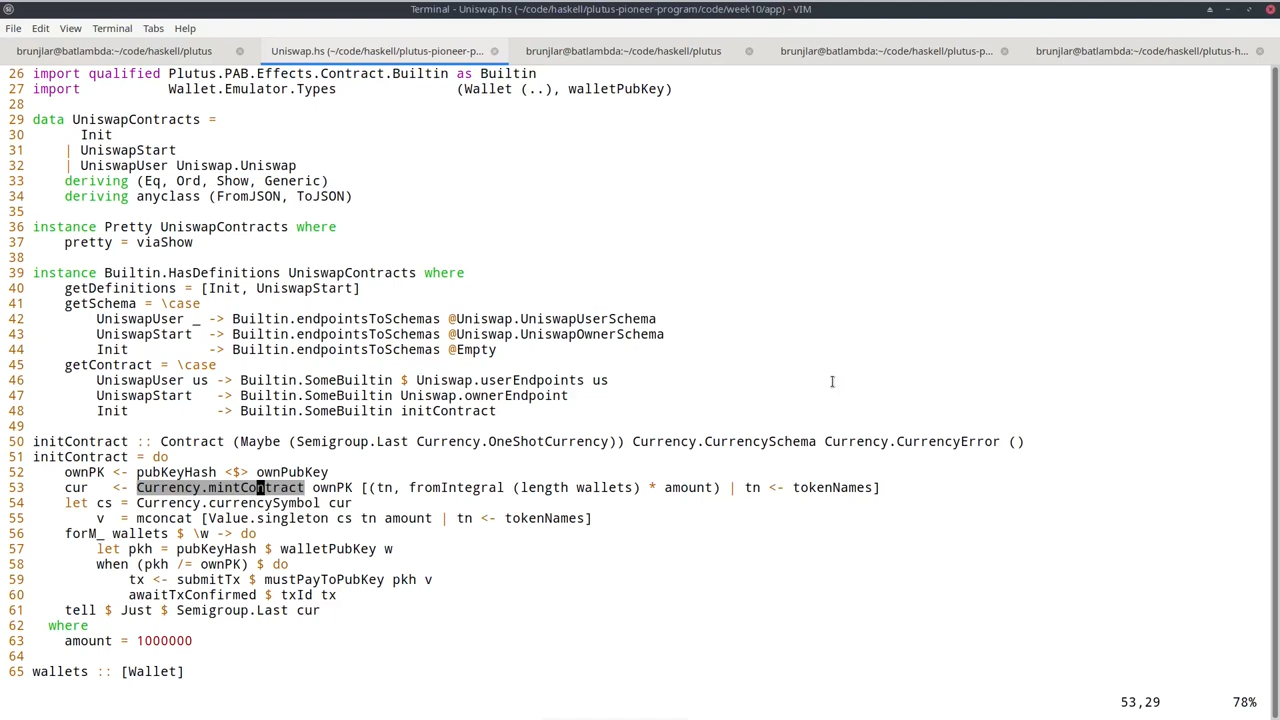 Terminal - Uniswap.hs (~/code/haskell/plutus-pioneer-program/code/week10/app) - VIM
File Edit View Terminal Tabs Help
brunjlar@batlambda:~/code/haskell/plutus Uniswap.hs (~/code/haskell/plutus-pioneer-p... brunjlar@batlambda:~/code/haskell/plutus brunjlar@batlambda:~/code/haskell/plutus-p... brunjlar@batlambda:~/code/haskell/plutus-h...
26 import qualified Plutus.PAB.Effects.Contract.Builtin as Builtin
27 import           Wallet.Emulator.Types               (Wallet (..), walletPubKey)
28
29 data UniswapContracts =
30       Init
31     | UniswapStart
32     | UniswapUser Uniswap.Uniswap
33     deriving (Eq, Ord, Show, Generic)
34     deriving anyclass (FromJSON, ToJSON)
35
36 instance Pretty UniswapContracts where
37     pretty = viaShow
38
39 instance Builtin.HasDefinitions UniswapContracts where
40     getDefinitions = [Init, UniswapStart]
41     getSchema = \case
42         UniswapUser _ -> Builtin.endpointsToSchemas @Uniswap.UniswapUserSchema
43         UniswapStart  -> Builtin.endpointsToSchemas @Uniswap.UniswapOwnerSchema
44         Init          -> Builtin.endpointsToSchemas @Empty
45     getContract = \case
46         UniswapUser us -> Builtin.SomeBuiltin $ Uniswap.userEndpoints us
47         UniswapStart   -> Builtin.SomeBuiltin Uniswap.ownerEndpoint
48         Init           -> Builtin.SomeBuiltin initContract
49
50 initContract :: Contract (Maybe (Semigroup.Last Currency.OneShotCurrency)) Currency.CurrencySchema Currency.CurrencyError ()
51 initContract = do
52     ownPK <- pubKeyHash <$> ownPubKey
53     cur   <- Currency.mintContract ownPK [(tn, fromIntegral (length wallets) * amount) | tn <- tokenNames]
54     let cs = Currency.currencySymbol cur
55         v  = mconcat [Value.singleton cs tn amount | tn <- tokenNames]
56     forM_ wallets $ \w -> do
57         let pkh = pubKeyHash $ walletPubKey w
58         when (pkh /= ownPK) $ do
59             tx <- submitTx $ mustPayToPubKey pkh v
60             awaitTxConfirmed $ txId tx
61     tell $ Just $ Semigroup.Last cur
62   where
63     amount = 1000000
64
65 wallets :: [Wallet]
53,29 78%